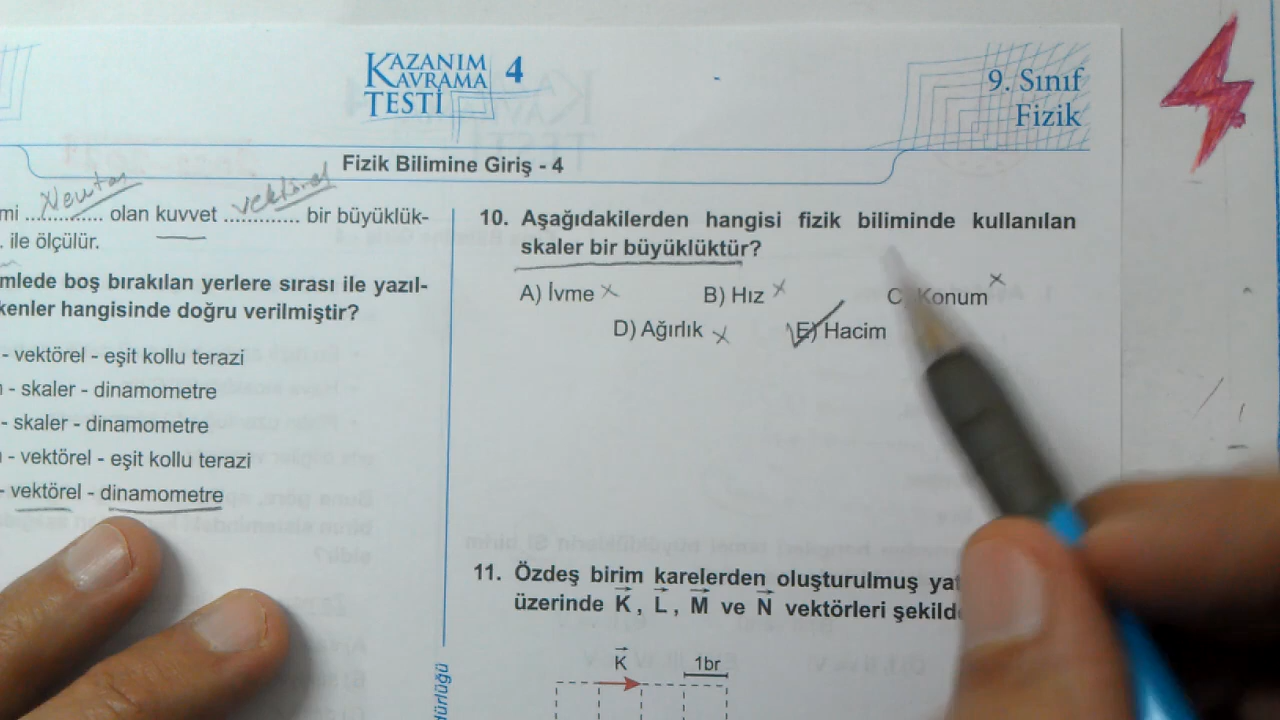 KAZANIM
KAVRAMA
TESTİ
4
9. Sınıf
Fizik
Fizik Bilimine Giriş - 4
Newton vektörel
mi .............. olan kuvvet .............. bir büyüklük-
. ile ölçülür.
mlede boş bırakılan yerlere sırası ile yazıl-
kenler hangisinde doğru verilmiştir?
- vektörel - eşit kollu terazi
- skaler - dinamometre
- skaler - dinamometre
- vektörel - eşit kollu terazi
- vektörel - dinamometre
10. Aşağıdakilerden hangisi fizik biliminde kullanılan
skaler bir büyüklüktür?
A) İvme B) Hız C) Konum
D) Ağırlık E) Hacim
11. Özdeş birim karelerden oluşturulmuş yat
üzerinde K, L, M ve N vektörleri şekild
K 1br
dürlüğü